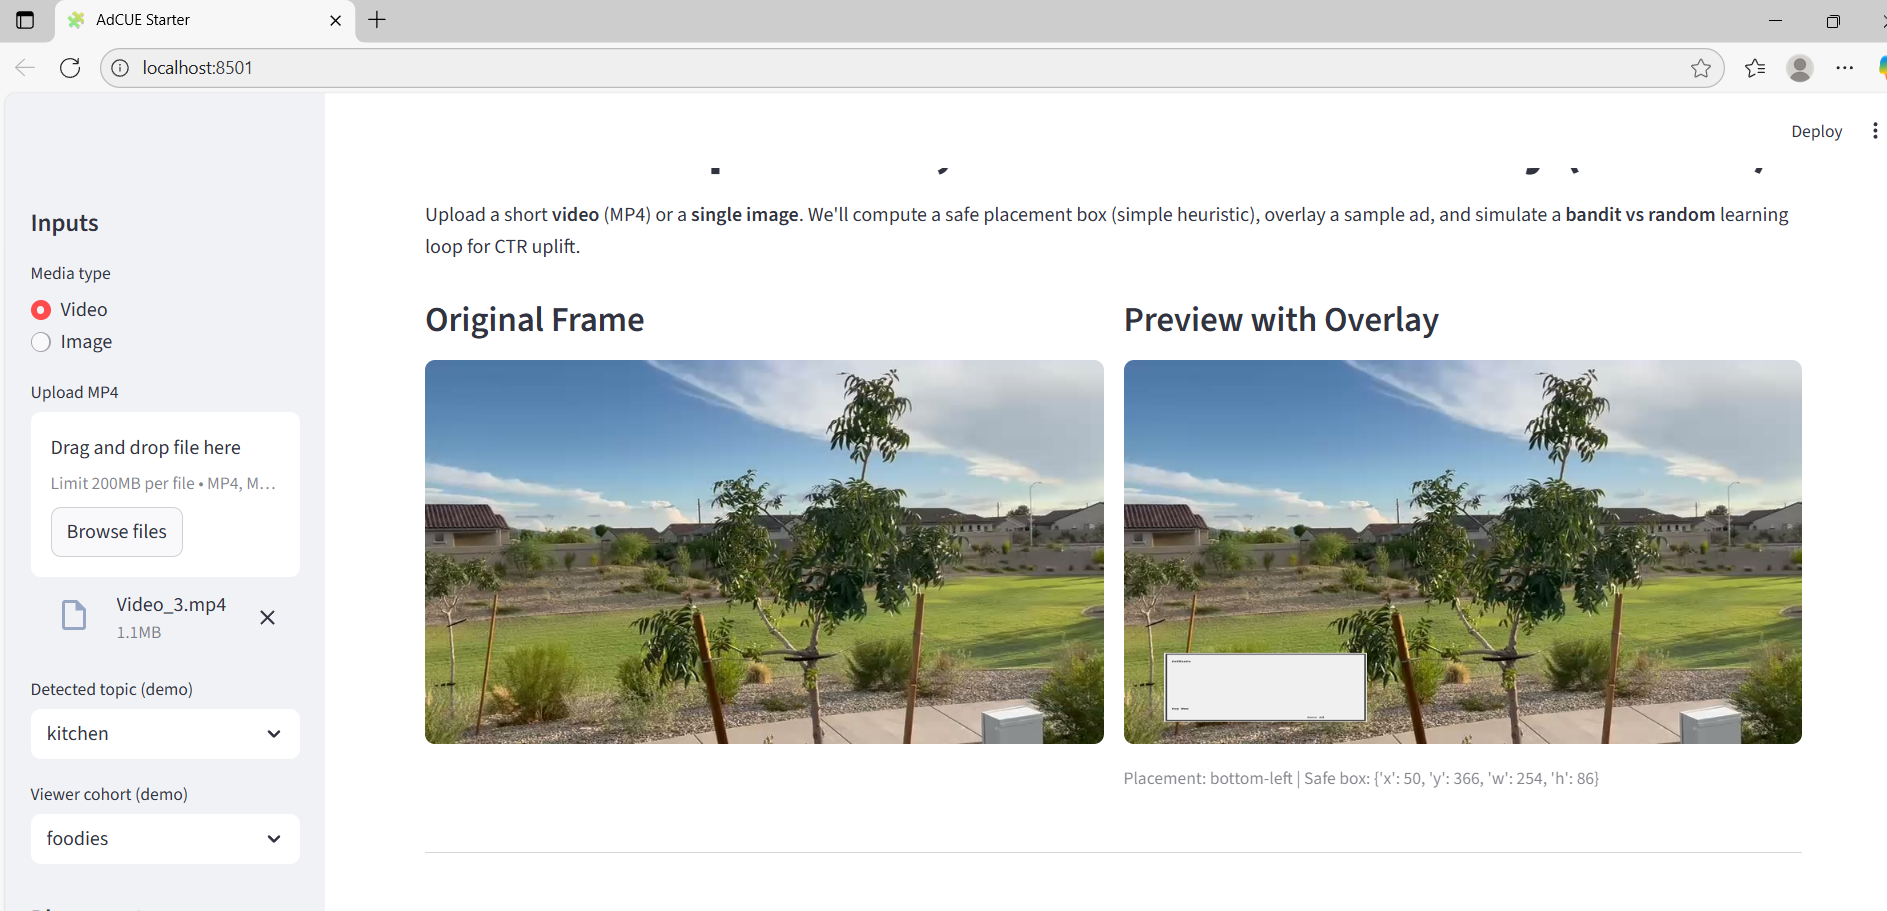 AdCUE Starter
localhost:8501
Deploy
Inputs
Media type
Video
Image
Upload MP4
Drag and drop file here
Limit 200MB per file • MP4, M...
Browse files
Video_3.mp4
1.1MB
Detected topic (demo)
kitchen
Viewer cohort (demo)
foodies
Upload a short video (MP4) or a single image. We'll compute a safe placement box (simple heuristic), overlay a sample ad, and simulate a bandit vs random learning
loop for CTR uplift.
Original Frame
Preview with Overlay
Placement: bottom-left | Safe box: {'x': 50, 'y': 366, 'w': 254, 'h': 86}